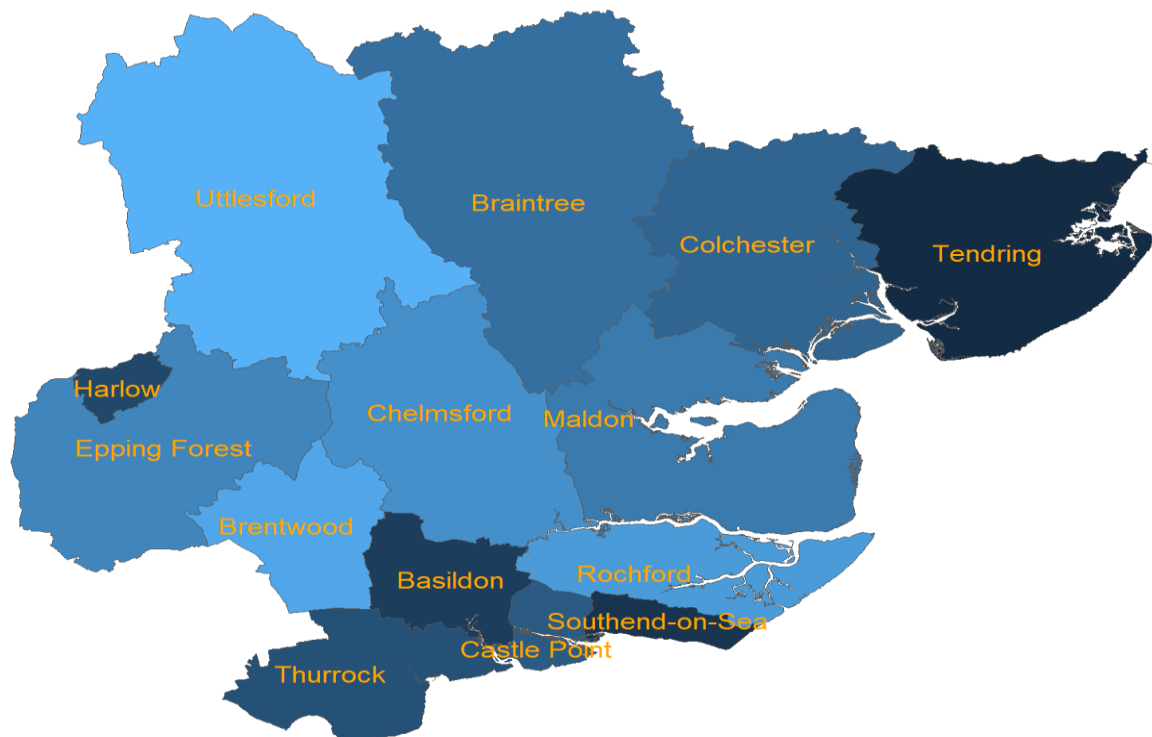 Uttlesford
Braintree
Colchester
Tendring
Harlow
Chelmsford
Maldon
Epping Forest
Brentwood
Basildon
Rochford
Southend-on-Sea
Castle Point
Thurrock